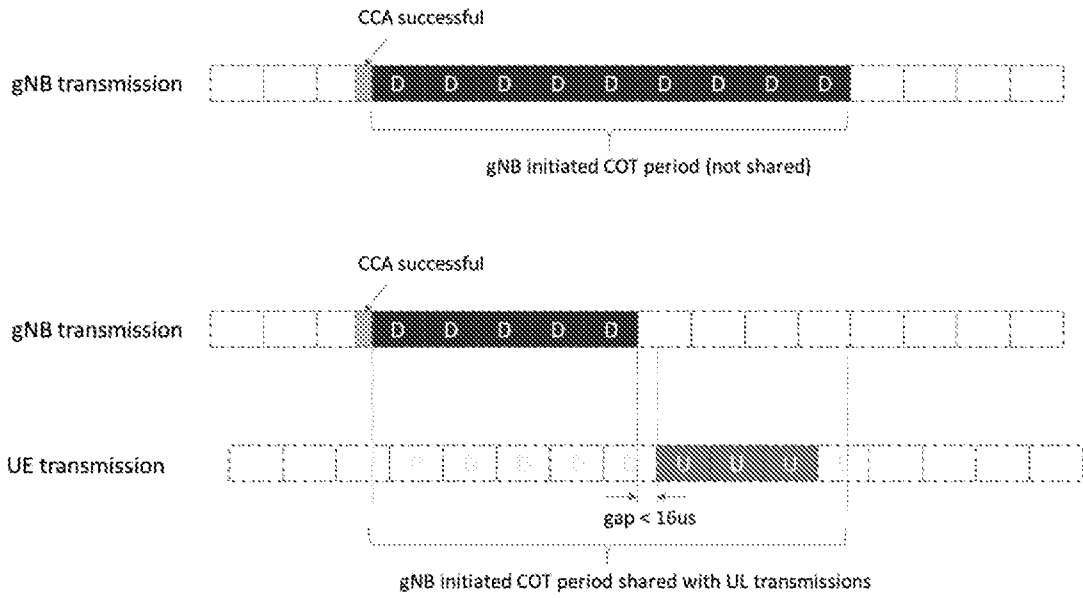 CCA successful
gNB transmission
D D D D D D D D D
gNB initiated COT period (not shared)
CCA successful
gNB transmission
D D D D D
UE transmission
D U U
gap < 16us
gNB initiated COT period shared with UL transmissions